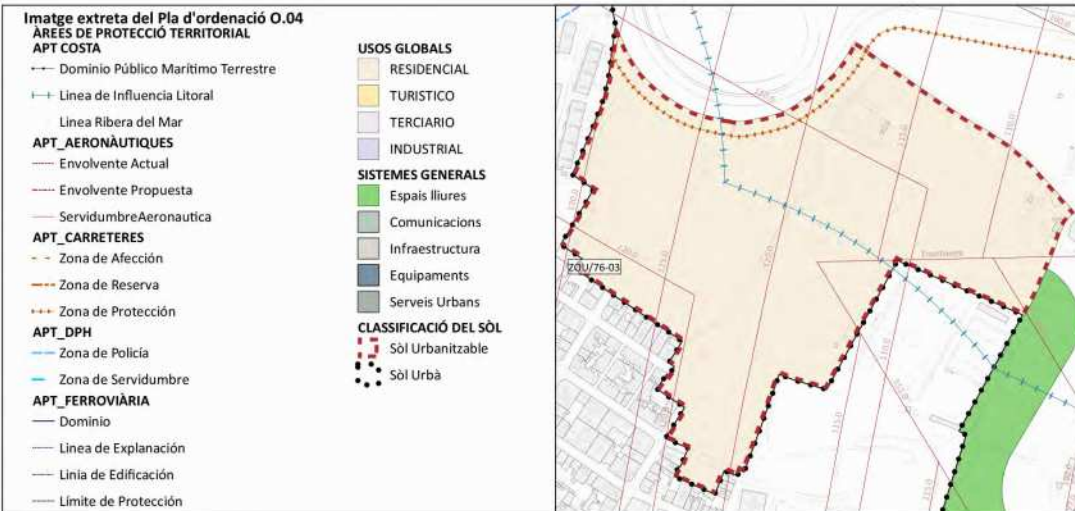 Imatge extreta del Pla d'ordenació O.04
ÀREES DE PROTECCIÓ TERRITORIAL
APT COSTA
Dominio Público Marítimo Terrestre
Linea de Influencia Litoral
Linea Ribera del Mar
APT_AERONÀUTIQUES
Envolvente Actual
Envolvente Propuesta
ServidumbreAeronautica
APT_CARRETERES
Zona de Afección
Zona de Reserva
Zona de Protección
APT_DPH
Zona de Policía
Zona de Servidumbre
APT_FERROVIÀRIA
Dominio
Linea de Explanación
Linia de Edificación
Límite de Protección
USOS GLOBALS
RESIDENCIAL
TURISTICO
TERCIARIO
INDUSTRIAL
SISTEMES GENERALS
Espais lliures
Comunicacions
Infraestructura
Equipaments
Serveis Urbans
CLASSIFICACIÓ DEL SÒL
Sòl Urbanitzable
Sòl Urbà
ZOU/76-03